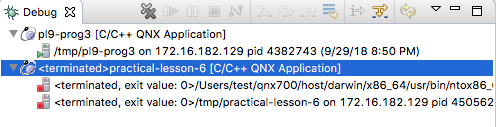 Debug
pl9-prog3 [C/C++ QNX Application]
/tmp/pl9-prog3 on 172.16.182.129 pid 4382743 (9/29/18 8:50 PM)
<terminated>practical-lesson-6 [C/C++ QNX Application]
<terminated, exit value: 0>/Users/test/qnx700/host/darwin/x86_64/usr/bin/ntox86_
<terminated, exit value: 0>/tmp/practical-lesson-6 on 172.16.182.129 pid 450562